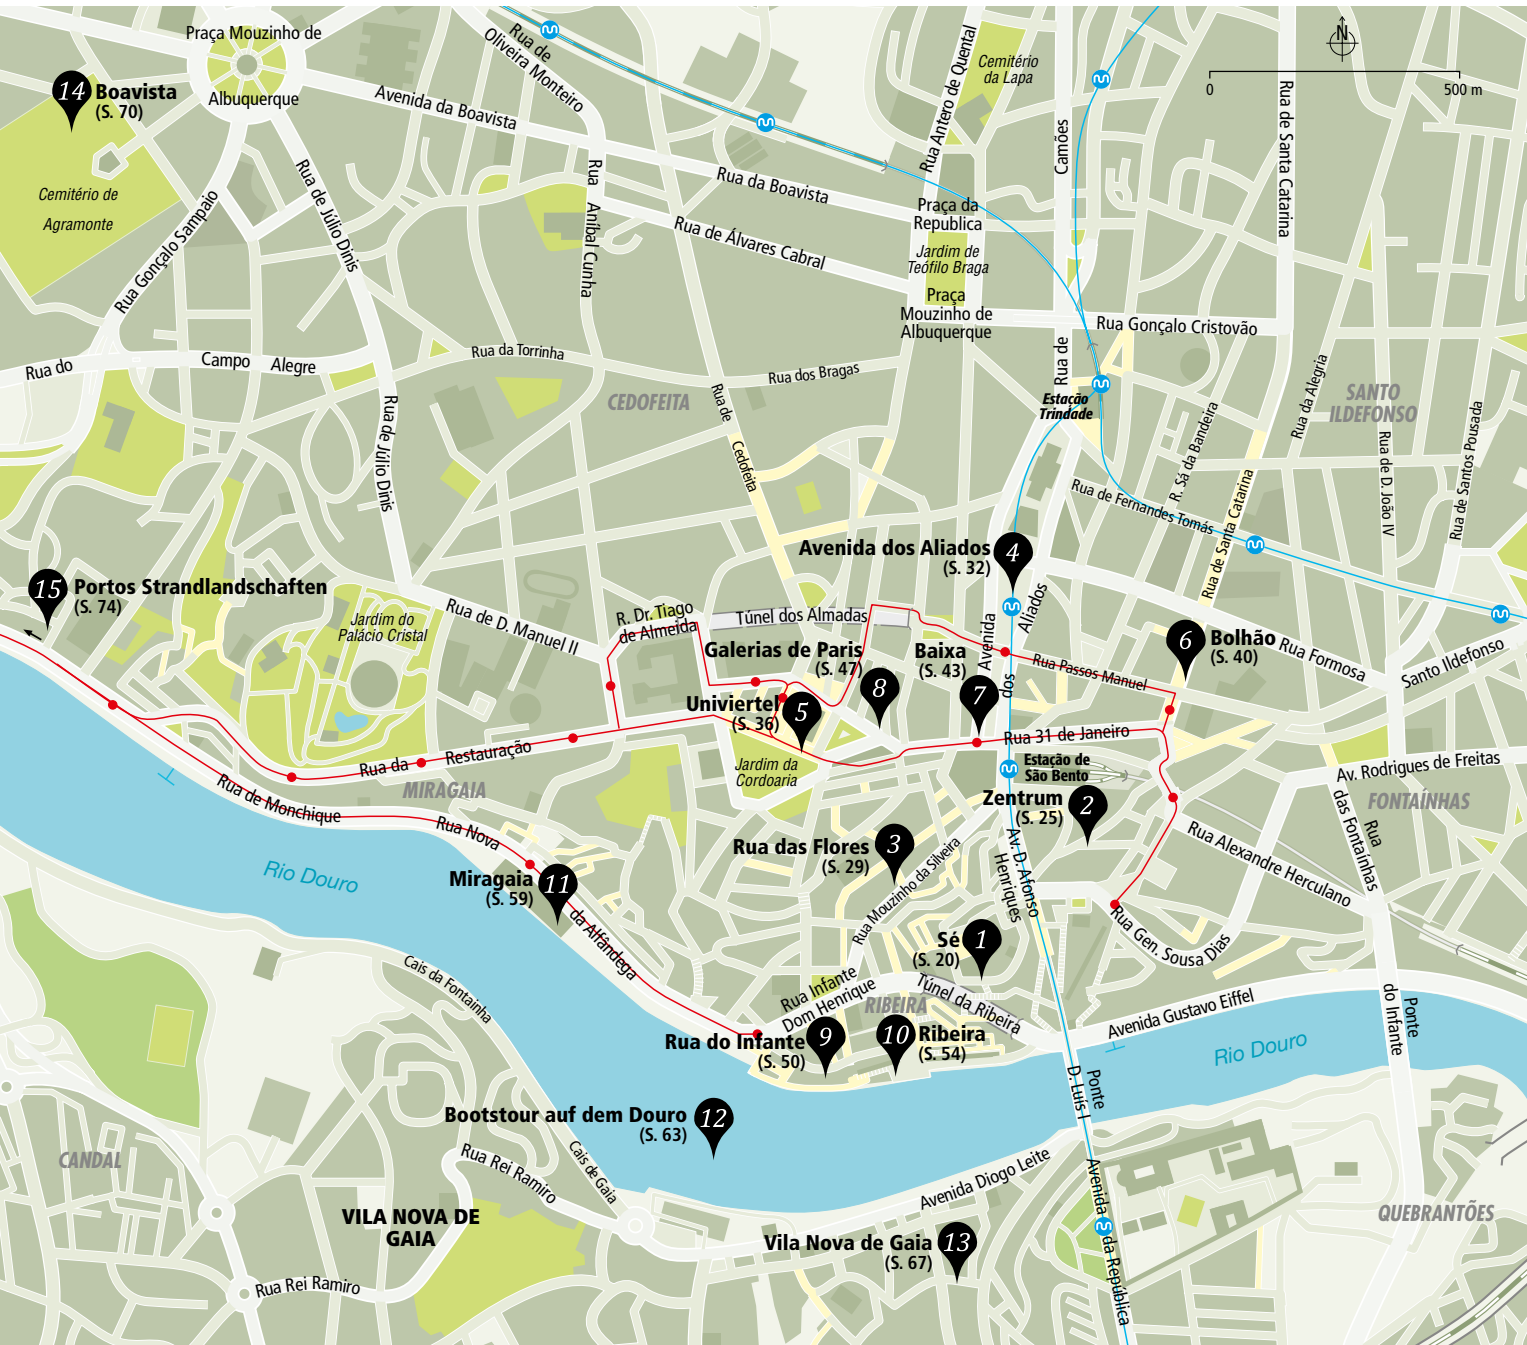 Praça Mouzinho de
Albuquerque
14 Boavista
(S. 70)
Cemitério de
Agramonte
Avenida da Boavista
Rua de
Oliveira Monteiro
Rua Antero de Quental
Cemitério
da Lapa
Camões
Rua de
N
0
500 m
Rua de Santa Catarina
Rua da Boavista
Rua de Álvares Cabral
Rua Aníbal Cunha
Rua de Júlio Dinis
Rua Gonçalo Sampaio
Praça da
Republica
Jardim de
Teófilo Braga
Praça
Mouzinho de
Albuquerque
Rua Gonçalo Cristovão
Rua do Campo Alegre
Rua da Torrinha
Rua dos Bragas
CEDOFEITA
Rua de Cedofeita
Rua de Júlio Dinis
Estação
Trindade
SANTO
ILDEFONSO
Rua da Alegria
R. Sá da Bandeira
Rua de D. João IV
Rua de Santos Pousada
Rua de Fernandes Tomás
Rua de Santa Catarina
Avenida dos Aliados 4
(S. 32)
15 Portos Strandlandschaften
(S. 74)
Jardim do
Palácio Cristal
Rua de D. Manuel II
R. Dr. Tiago
de Almeida
Túnel dos Almadas
Galerias de Paris
(S. 47)
8
Baixa
(S. 43)
7
Avenida
dos Aliados
Rua Passos Manuel
6 Bolhão
(S. 40)
Rua Formosa
Santo Ildefonso
Univiertel
(S. 36)
5
Rua 31 de Janeiro
Jardim da
Cordoaria
Estação de
São Bento
Av. Rodrigues de Freitas
FONTAÍNHAS
Rua
das Fontaínhas
Rua da Restauração
MIRAGAIA
Rua de Monchique
Rua Nova
da Alfândega
Zentrum
(S. 25)
2
Rua das Flores
(S. 29)
3
Rua Mouzinho da Silveira
Av. D. Afonso
Henriques
Rua Alexandre Herculano
Rio Douro
Miragaia
(S. 59)
11
Rua Gen. Sousa Dias
Sé
(S. 20)
1
Cais da Fontainha
Rua Infante
Dom Henrique
RIBEIRA
Túnel da Ribeira
Avenida Gustavo Eiffel
Ponte
do Infante
Rua do Infante
(S. 50)
9
10 Ribeira
(S. 54)
Rio Douro
Ponte
D. Luís I
Bootstour auf dem Douro
(S. 63)
12
CANDAL
Rua Rei Ramiro
Cais de Gaia
Avenida Diogo Leite
Avenida da República
QUEBRANTÕES
VILA NOVA DE
GAIA
Vila Nova de Gaia
(S. 67)
13
Rua Rei Ramiro